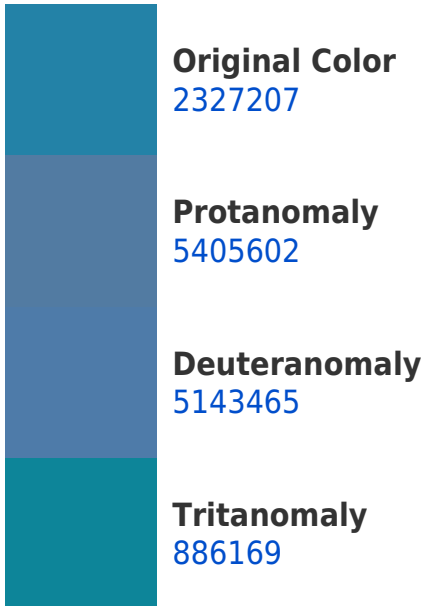 Original Color
2327207
Protanomaly
5405602
Deuteranomaly
5143465
Tritanomaly
886169